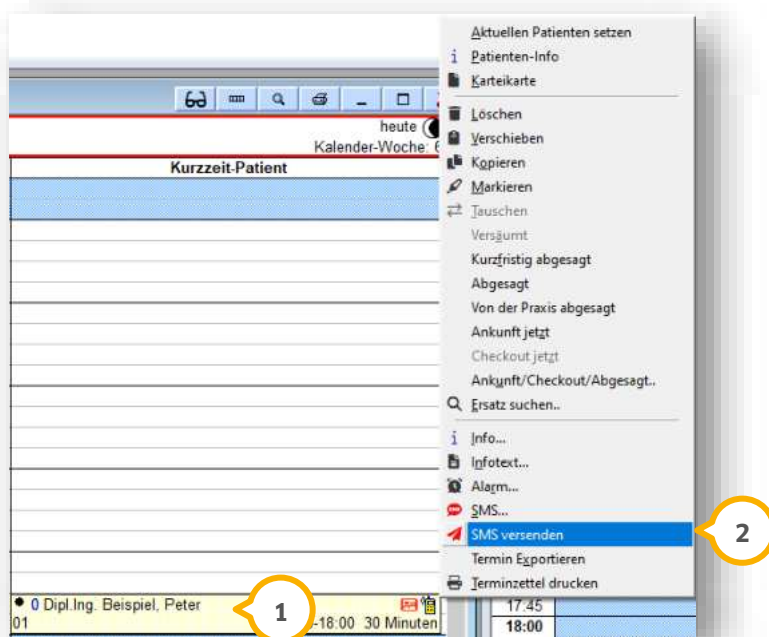 heute
Kalender-Woche: 6
Kurzzeit-Patient
Aktuellen Patienten setzen
Patienten-Info
Karteikarte
Löschen
Verschieben
Kopieren
Markieren
Tauschen
Versäumt
Kurzfristig abgesagt
Abgesagt
Von der Praxis abgesagt
Ankunft jetzt
Checkout jetzt
Ankunft/Checkout/Abgesagt..
Ersatz suchen..
Info...
Infotext...
Alarm...
SMS...
SMS versenden
Termin Exportieren
Terminzettel drucken
2
0 Dipl.Ing. Beispiel, Peter
1
01 -18:00 30 Minuten
17:45
18:00